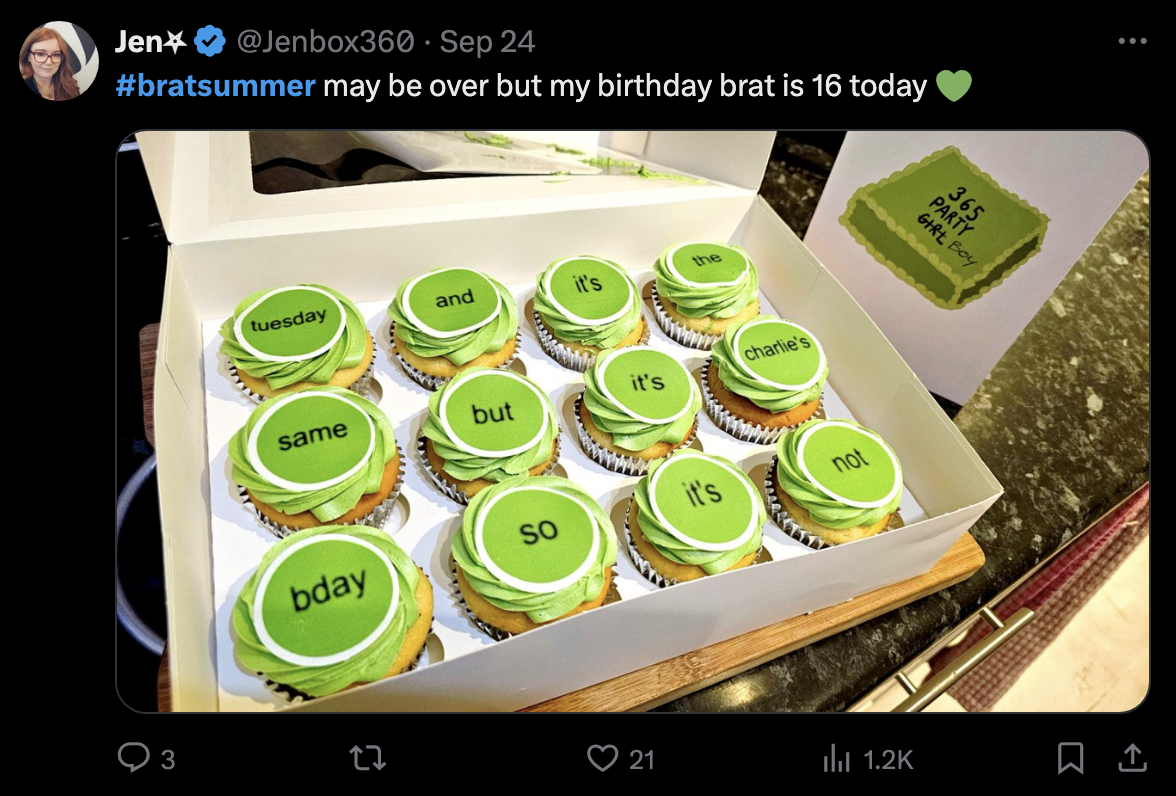 Jen @Jenbox360 · Sep 24
#bratsummer may be over but my birthday brat is 16 today
tuesday and it's the
same but it's charlie's
bday so it's not
365
PARTY
GIRL BOY
3 21 1.2K